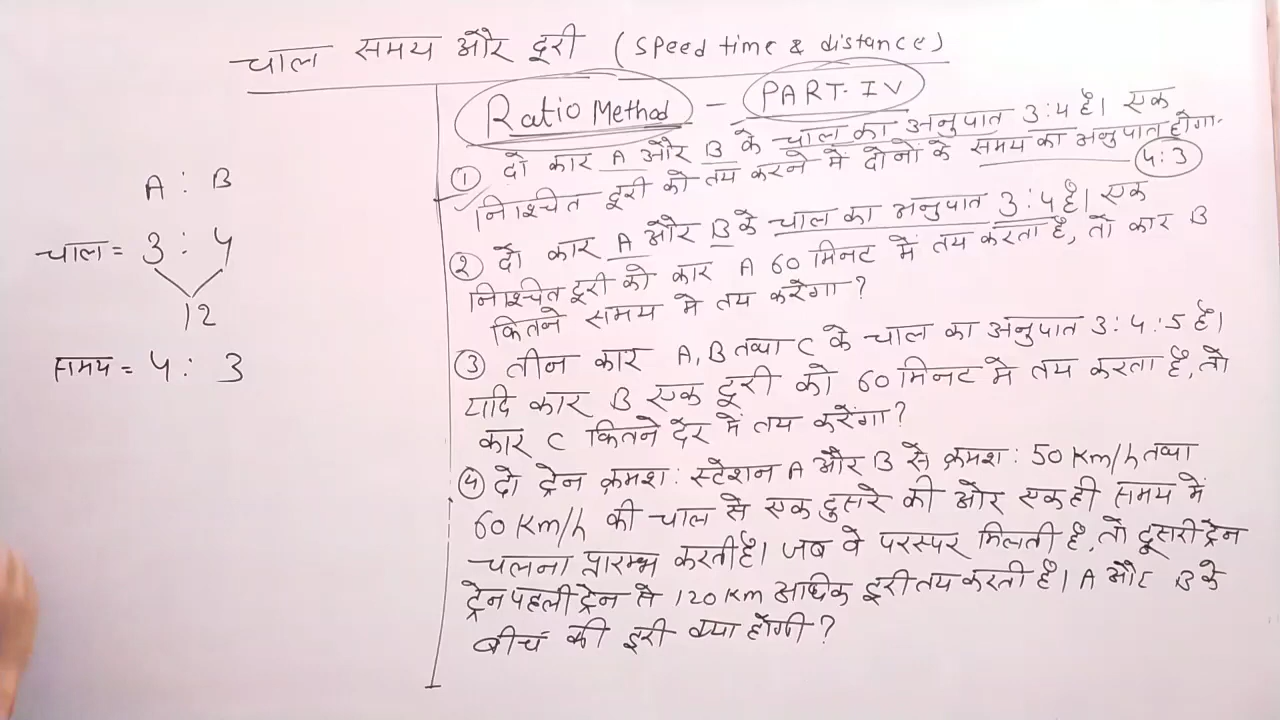 चाल समय और दूरी (speed time & distance)
Ratio Method - PART-IV
① दो कार A और B के चाल का अनुपात 3:4 है। एक
निश्चित दूरी को तय करने में दोनों के समय का अनुपात होगा-
4:3
② दो कार A और B के चाल का अनुपात 3:4 है। एक
निश्चित दूरी को कार A 60 मिनट में तय करता है, तो कार B
कितने समय मे तय करेगा?
③ तीन कार A, B तथा C के चाल का अनुपात 3:4:5 है।
यदि कार B एक दूरी को 60 मिनट मे तय करता है, तो
कार C कितने देर में तय करेंगा?
④ दो ट्रेन क्रमश: स्टेशन A और B से क्रमश: 50 Km/h तथा
60 Km/h की चाल से एक दुसरे की ओर एक ही समय में
चलना प्रारम्भ करती है। जब वे परस्पर मिलती है, तो दूसरी ट्रेन
ट्रेन पहली ट्रेन से 120 Km अधिक दूरी तय करती है। A और B के
बीच की दूरी क्या होगी?
A : B
चाल = 3 : 4
12
समय = 4 : 3